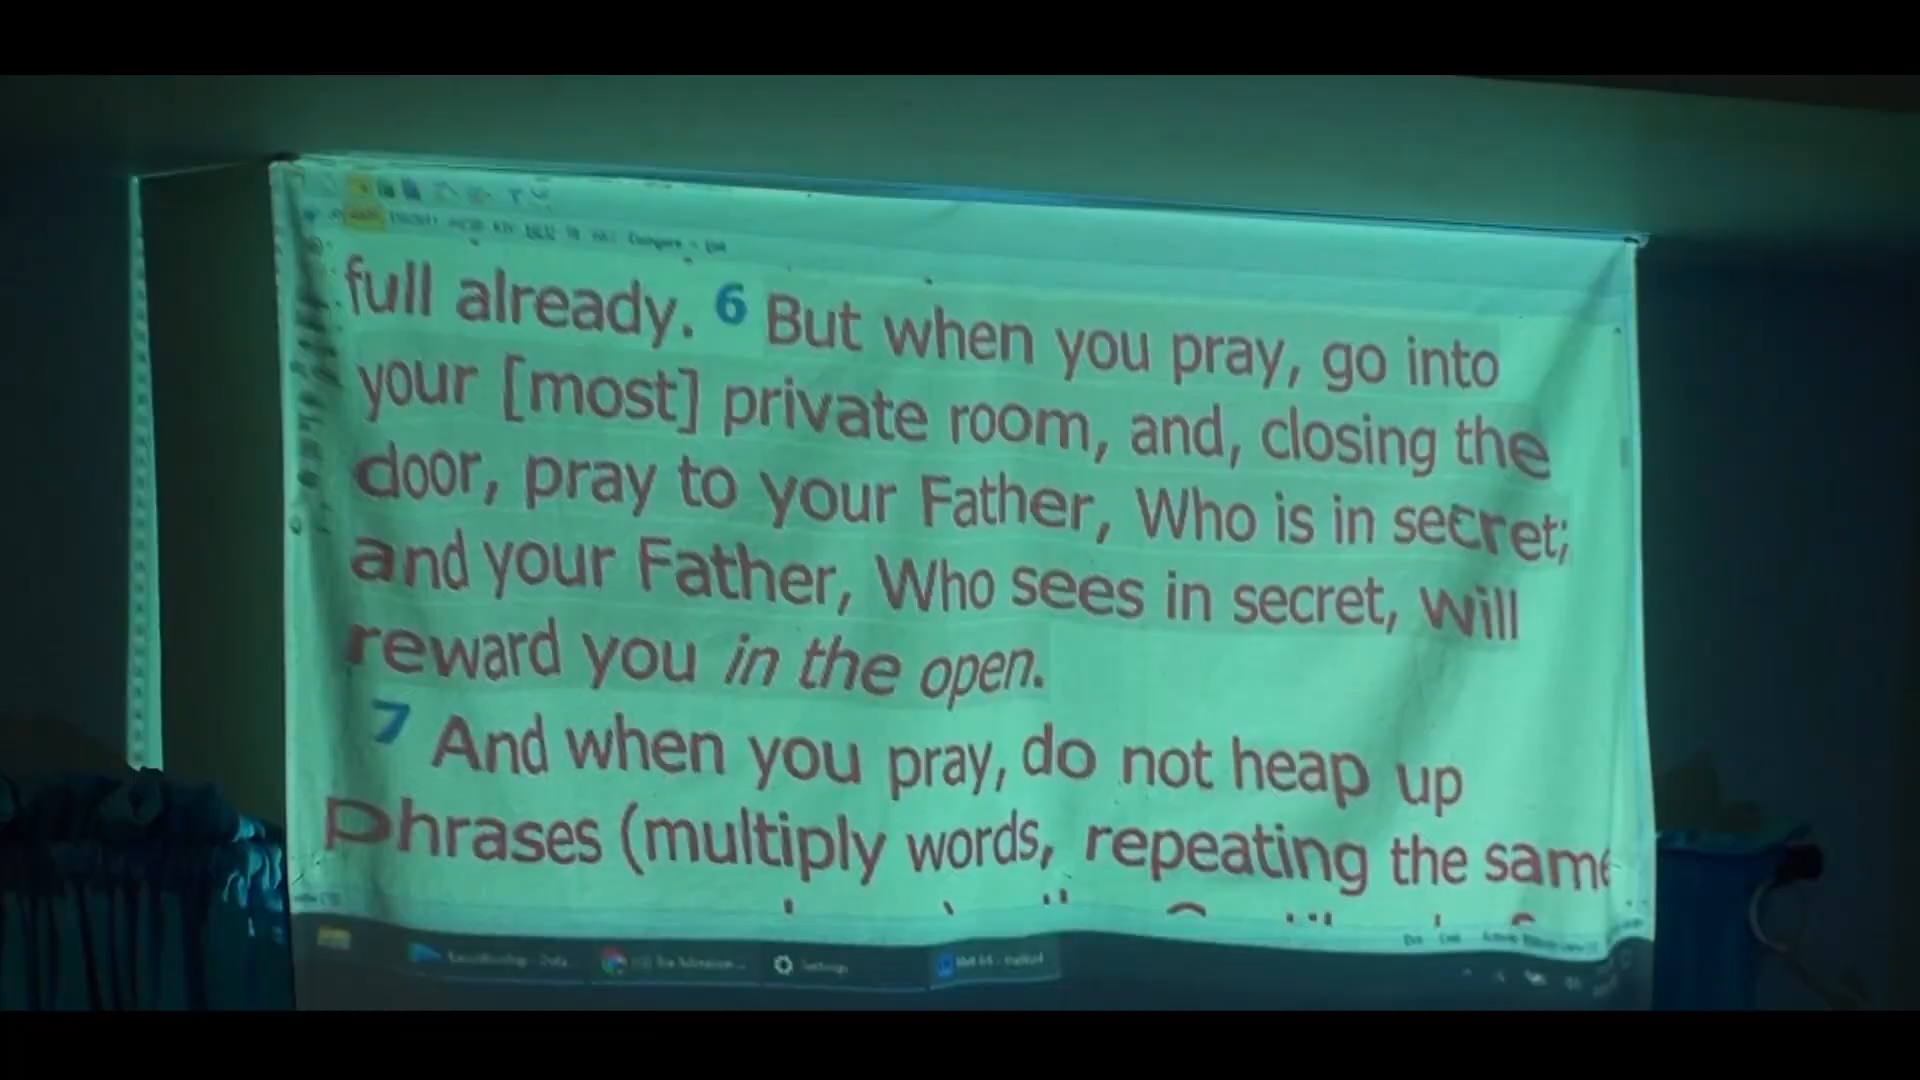 Compare
full already. 6 But when you pray, go into
your [most] private room, and, closing the
door, pray to your Father, Who is in secret;
and your Father, Who sees in secret, will
reward you in the open.
7 And when you pray, do not heap up
phrases (multiply words, repeating the same
Settings